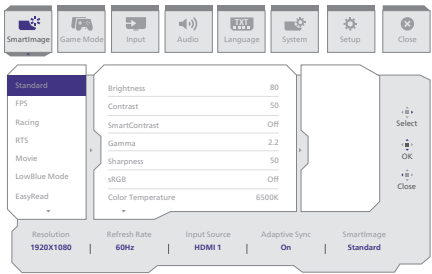 SmartImage
Game Mode
Input
Audio
TXT
Language
System
Setup
Close
Standard
FPS
Racing
RTS
Movie
LowBlue Mode
EasyRead
Brightness 80
Contrast 50
SmartContrast Off
Gamma 2.2
Sharpness 50
sRGB Off
Color Temperature 6500K
Select
OK
Close
Resolution Refresh Rate Input Source Adaptive Sync SmartImage
1920X1080 | 60Hz | HDMI 1 | On | Standard